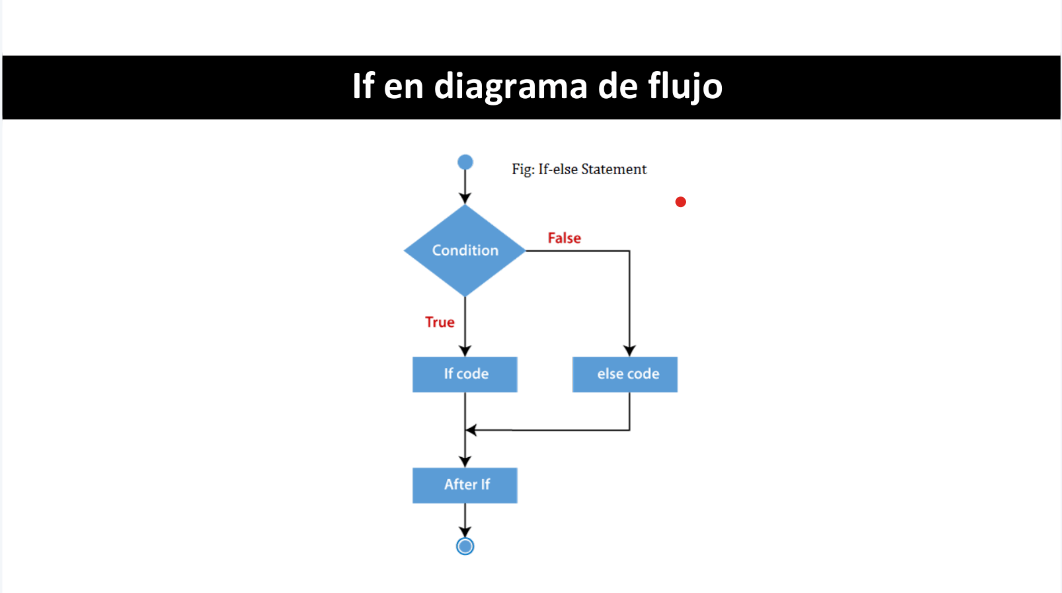 If en diagrama de flujo
Fig: If-else Statement
Condition
False
True
If code
else code
After If